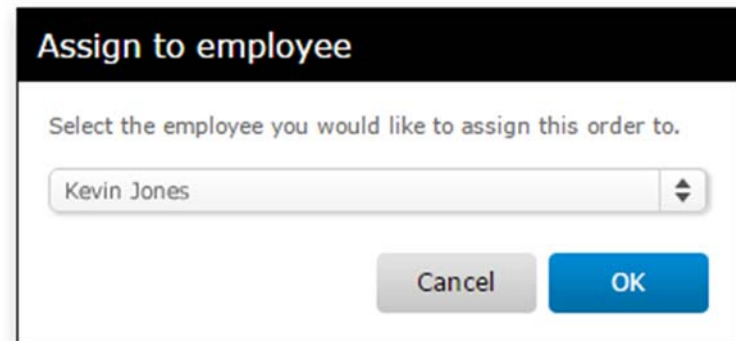 Assign to employee
Select the employee you would like to assign this order to.
Kevin Jones
Cancel OK